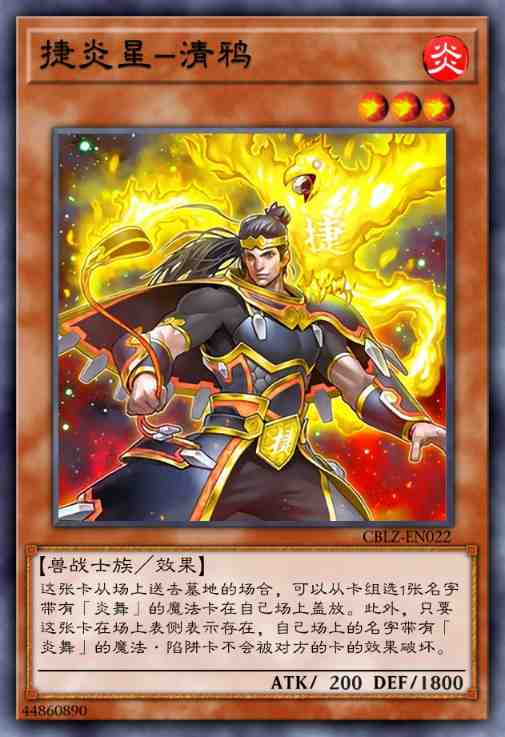 捷炎星-清鸦
炎
捷
捷
CBLZ-EN022
【兽战士族／效果】
这张卡从场上送去墓地的场合，可以从卡组选1张名字
带有「炎舞」的魔法卡在自己场上盖放。此外，只要
这张卡在场上表侧表示存在，自己场上的名字带有「
炎舞」的魔法·陷阱卡不会被对方的卡的效果破坏。
ATK/ 200 DEF/1800
44860890